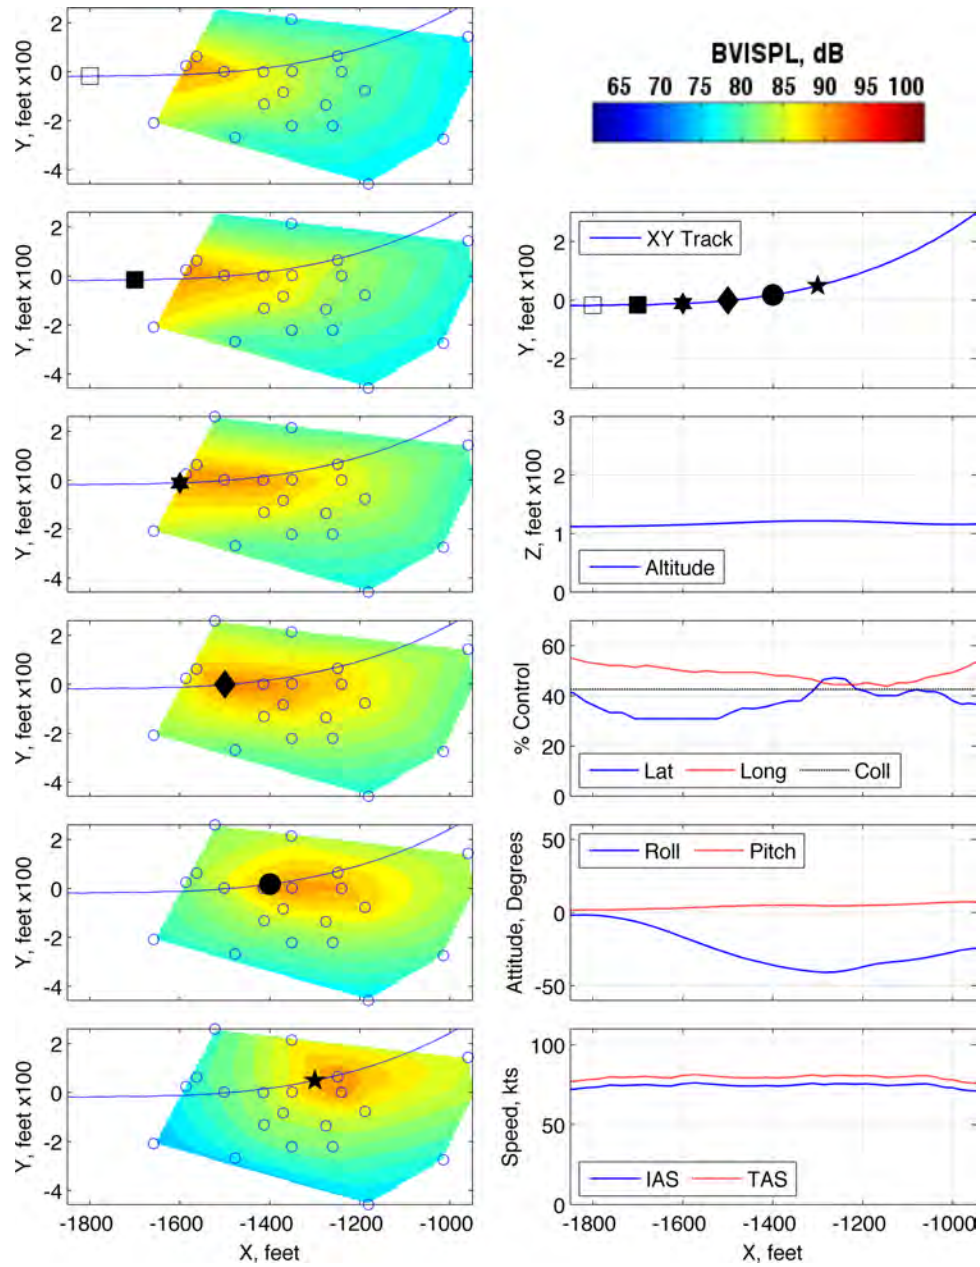 BVISPL, dB
65 70 75 80 85 90 95 100
Y, feet x100
2
0
-2
-4
Y, feet x100
2
0
-2
-4
XY Track
Y, feet x100
2
0
-2
Y, feet x100
2
0
-2
-4
Z, feet x100
3
2
1
0
Altitude
Y, feet x100
2
0
-2
-4
% Control
60
40
20
0
Lat Long Coll
Y, feet x100
2
0
-2
-4
Attitude, Degrees
50
0
-50
Roll Pitch
Y, feet x100
2
0
-2
-4
-1800 -1600 -1400 -1200 -1000
X, feet
Speed, kts
100
50
0
IAS TAS
-1800 -1600 -1400 -1200 -1000
X, feet